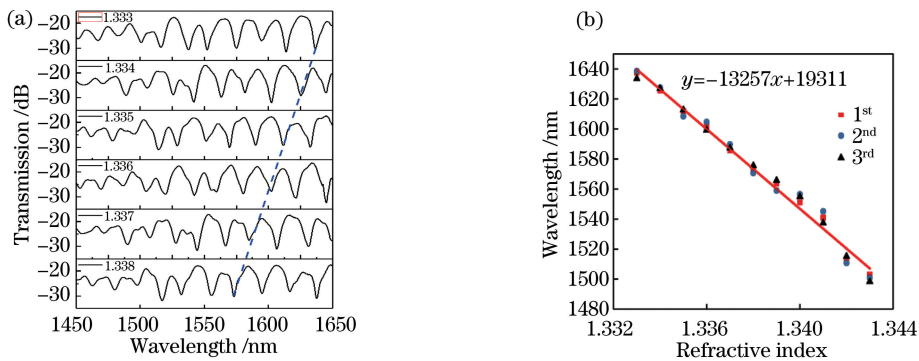 (a)
−20
−30
1.333
−20
−30
1.334
−20
−30
1.335
−20
−30
1.336
−20
−30
1.337
−20
−30
1.338
Transmission /dB
1450 1500 1550 1600 1650
Wavelength /nm
(b)
y=−13257x+19311
1st
2nd
3rd
1640
1620
1600
1580
1560
1540
1520
1500
1480
Wavelength /nm
1.332 1.336 1.340 1.344
Refractive index